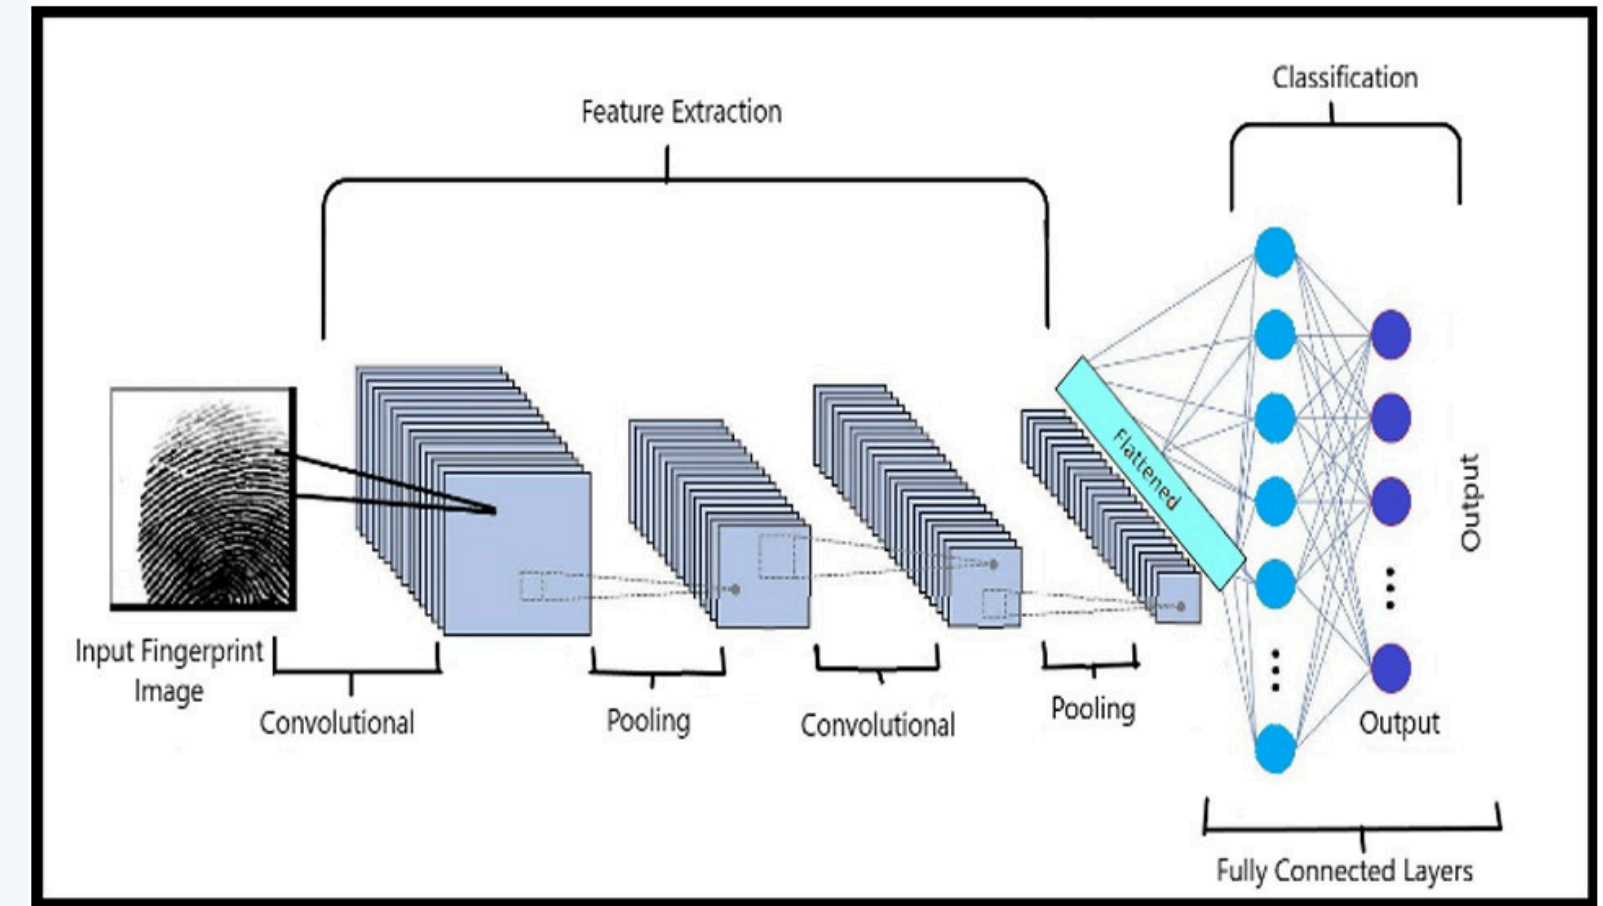 Classification
Feature Extraction
Flattened
Output
Input Fingerprint
Image
Convolutional
Pooling
Convolutional
Pooling
Output
Fully Connected Layers